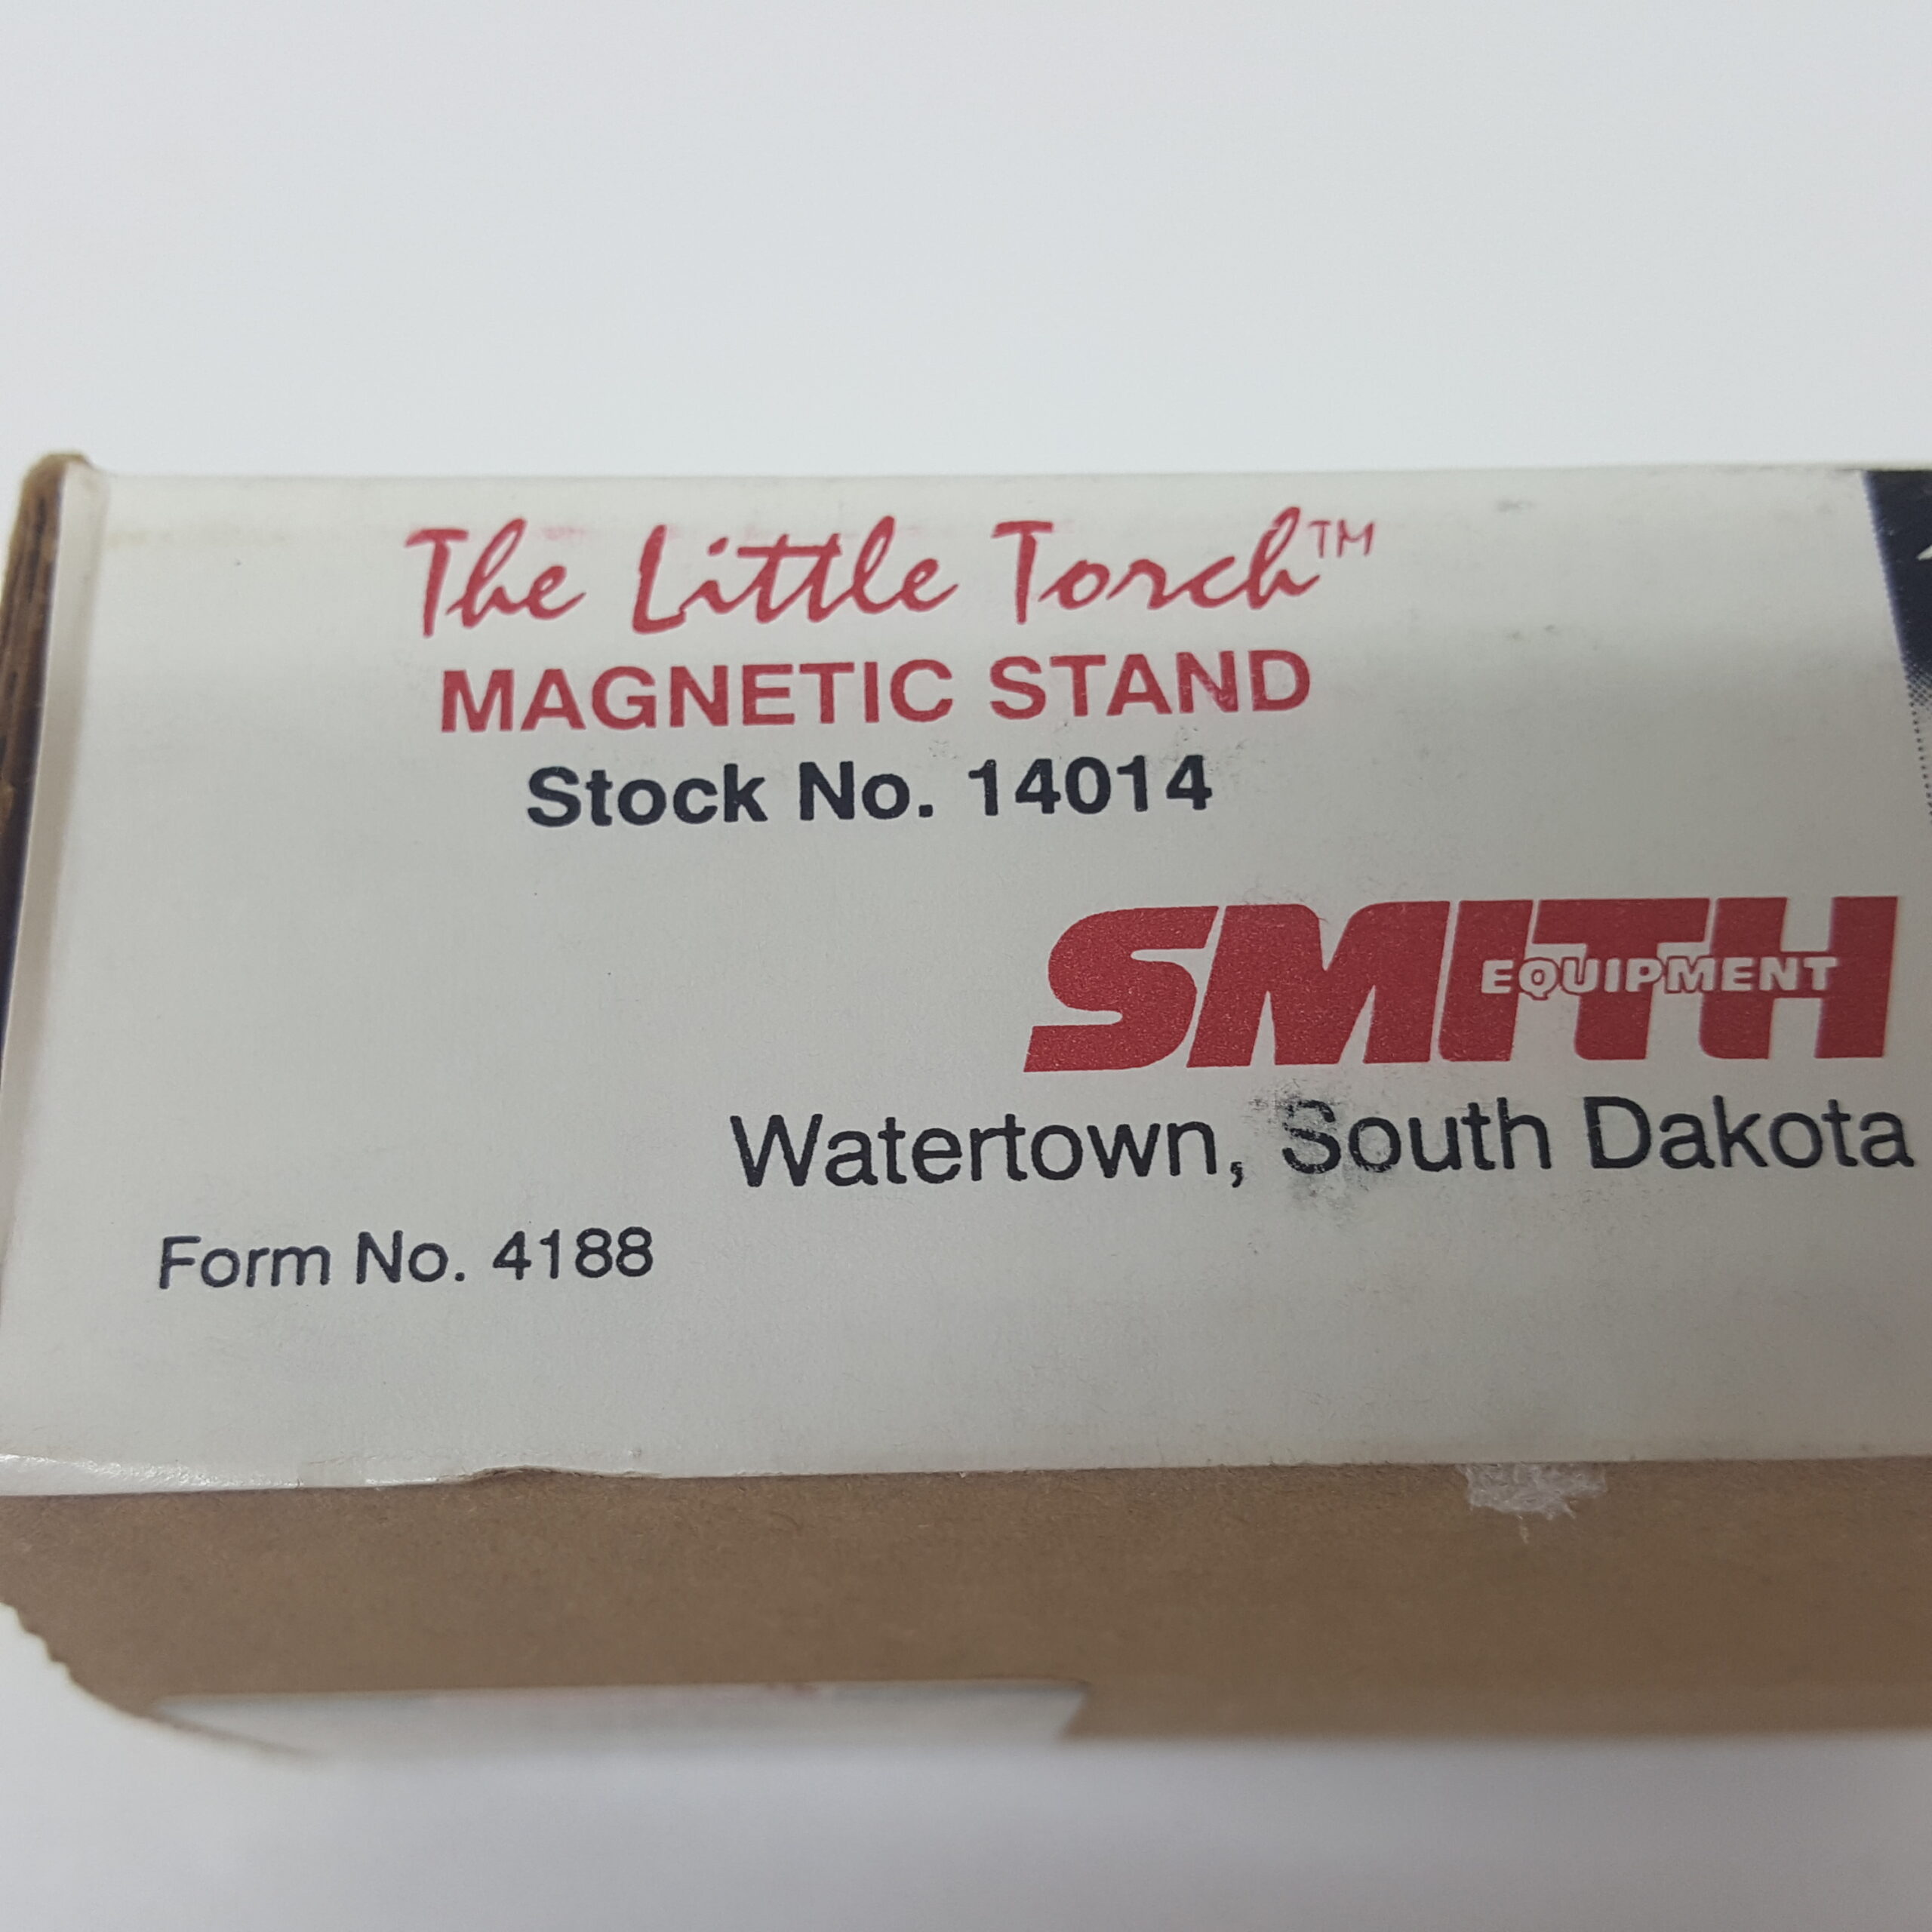 The Little Torch™
MAGNETIC STAND
Stock No. 14014
SMITH
EQUIPMENT
Watertown, South Dakota
Form No. 4188